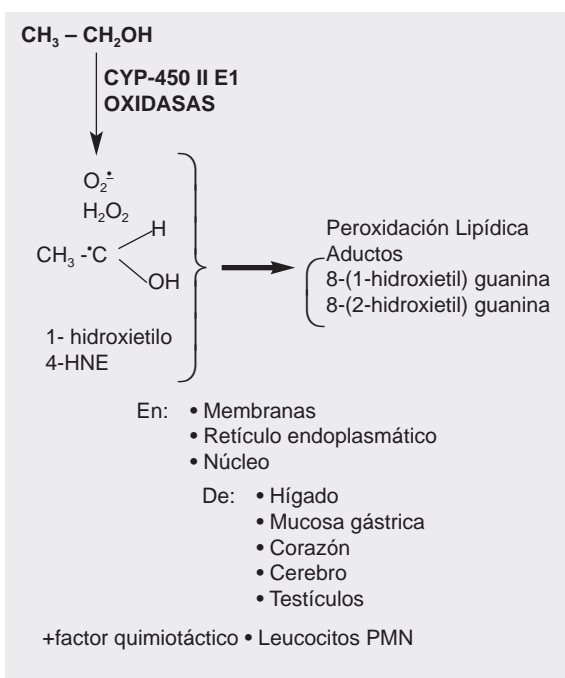 CH₃ – CH₂OH
CYP-450 II E1
OXIDASAS
O₂•-
H₂O₂
H
CH₃ -•C
OH
1- hidroxietilo
4-HNE
Peroxidación Lipídica
Aductos
8-(1-hidroxietil) guanina
8-(2-hidroxietil) guanina
En: • Membranas
• Retículo endoplasmático
• Núcleo
De: • Hígado
• Mucosa gástrica
• Corazón
• Cerebro
• Testículos
+factor quimiotáctico • Leucocitos PMN